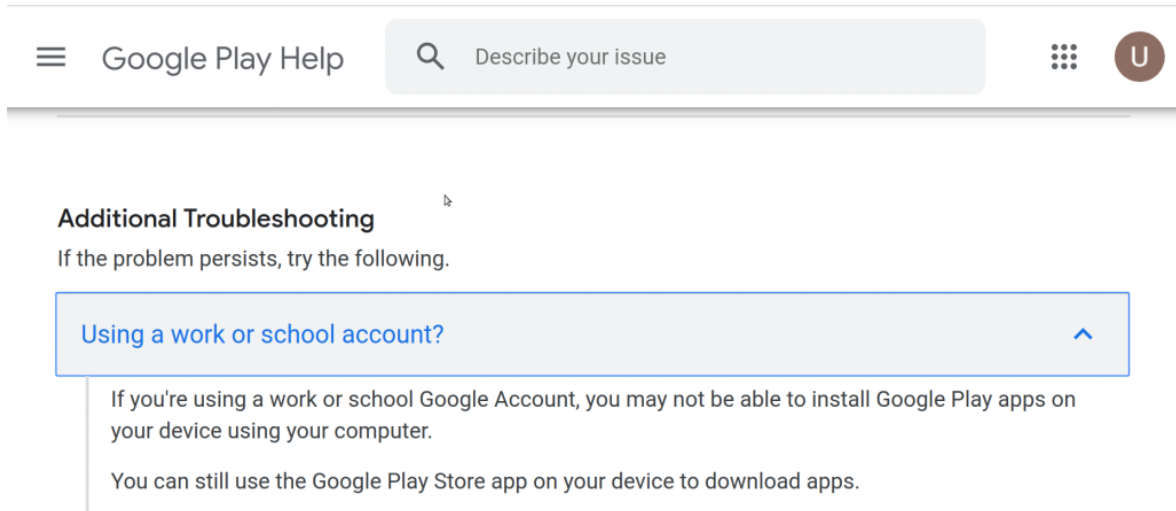 Google Play Help
Describe your issue
U
Additional Troubleshooting
If the problem persists, try the following.
Using a work or school account?
If you're using a work or school Google Account, you may not be able to install Google Play apps on
your device using your computer.
You can still use the Google Play Store app on your device to download apps.